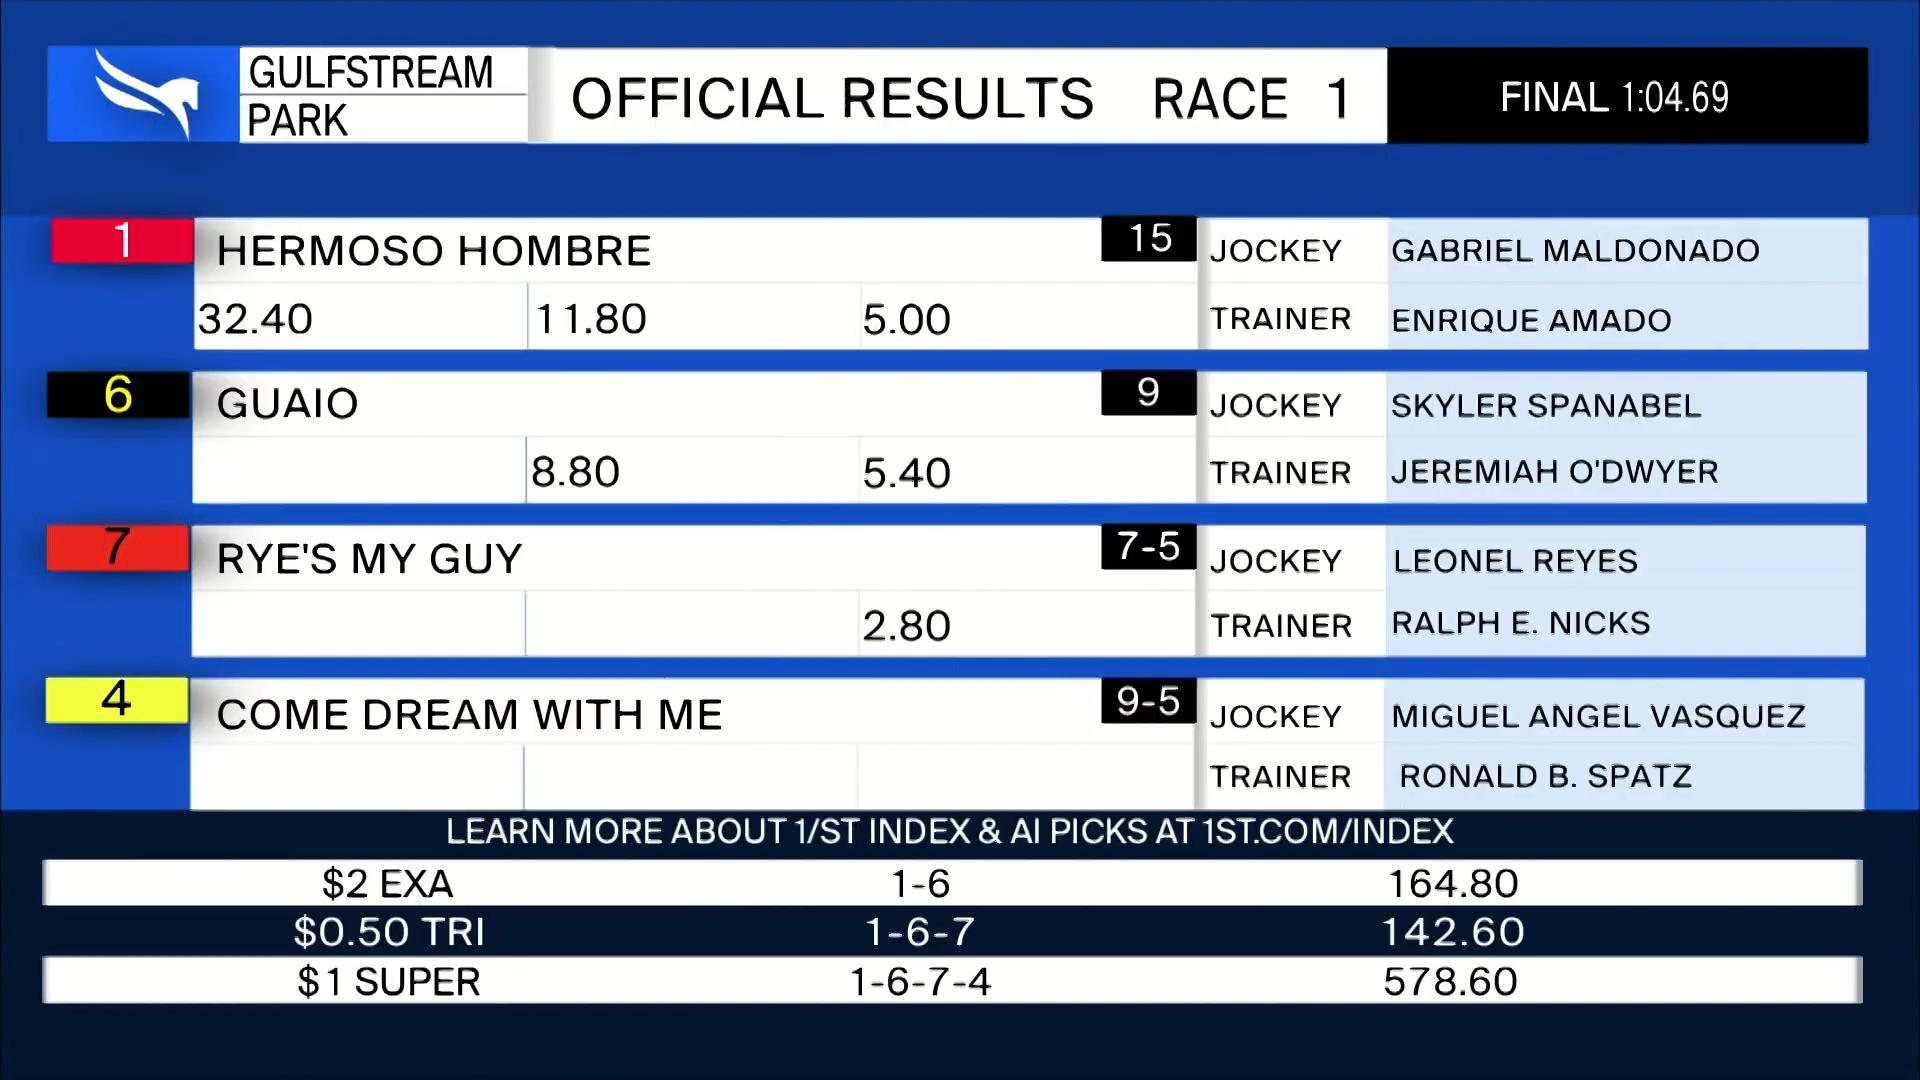 GULFSTREAM
PARK
OFFICIAL RESULTS RACE 1
FINAL 1:04.69
1 HERMOSO HOMBRE 15 JOCKEY GABRIEL MALDONADO
32.40 11.80 5.00 TRAINER ENRIQUE AMADO
6 GUAIO 9 JOCKEY SKYLER SPANABEL
8.80 5.40 TRAINER JEREMIAH O'DWYER
7 RYE'S MY GUY 7-5 JOCKEY LEONEL REYES
2.80 TRAINER RALPH E. NICKS
4 COME DREAM WITH ME 9-5 JOCKEY MIGUEL ANGEL VASQUEZ
TRAINER RONALD B. SPATZ
LEARN MORE ABOUT 1/ST INDEX & AI PICKS AT 1ST.COM/INDEX
$2 EXA 1-6 164.80
$0.50 TRI 1-6-7 142.60
$1 SUPER 1-6-7-4 578.60